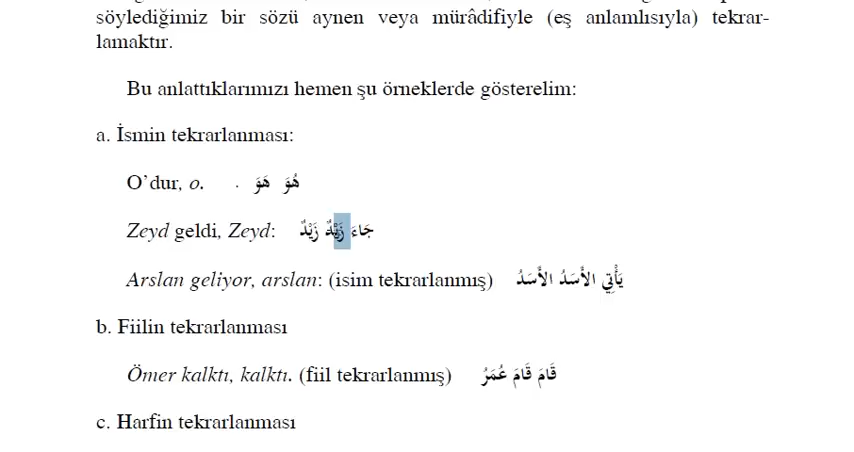 söylediğimiz bir sözü aynen veya mürâdifiyle (eş anlamlısıyla) tekrar-
lamaktır.
Bu anlattıklarımızı hemen şu örneklerde gösterelim:
a. İsmin tekrarlanması:
O’dur, o. . هُوَ هَوَ
Zeyd geldi, Zeyd: جَاءَ زَيْدٌ زَيْدٌ
Arslan geliyor, arslan: (isim tekrarlanmış) يَأْتِي الأَسَدُ الأَسَدُ
b. Fiilin tekrarlanması
Ömer kalktı, kalktı. (fiil tekrarlanmış) قَامَ قَامَ عُمَرُ
c. Harfin tekrarlanması